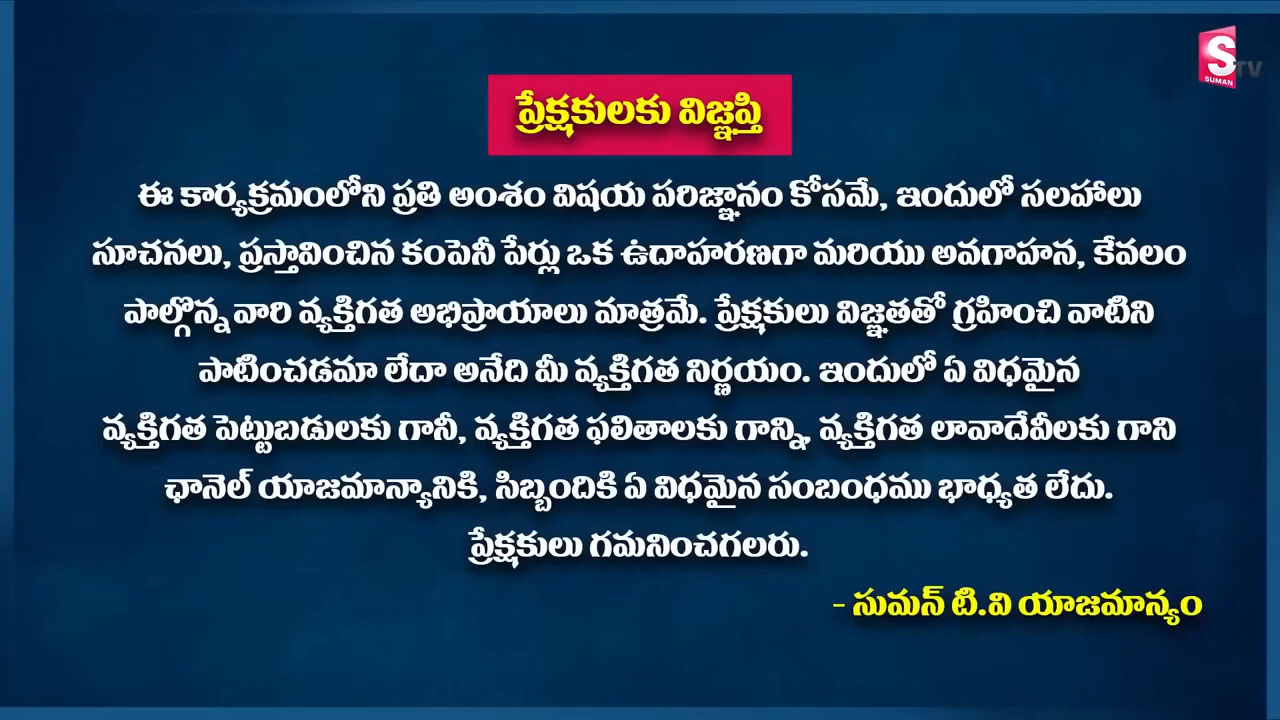 S TV
SUMAN
ప్రేక్షకులకు విజ్ఞప్తి
ఈ కార్యక్రమంలోని ప్రతి అంశం విషయ పరిజ్ఞానం కోసమే, ఇందులో సలహాలు
సూచనలు, ప్రస్తావించిన కంపెనీ పేర్లు ఒక ఉదాహరణగా మరియు అవగాహన, కేవలం
పాల్గొన్న వారి వ్యక్తిగత అభిప్రాయాలు మాత్రమే. ప్రేక్షకులు విజ్ఞతతో గ్రహించి వాటిని
పాటించడమా లేదా అనేది మీ వ్యక్తిగత నిర్ణయం. ఇందులో ఏ విధమైన
వ్యక్తిగత పెట్టుబడులకు గానీ, వ్యక్తిగత ఫలితాలకు గాన్ని, వ్యక్తిగత లావాదేవీలకు గాని
ఛానెల్ యాజమాన్యానికి, సిబ్బందికి ఏ విధమైన సంబంధము భాధ్యత లేదు.
ప్రేక్షకులు గమనించగలరు.
- సుమన్ టి.వి యాజమాన్యం